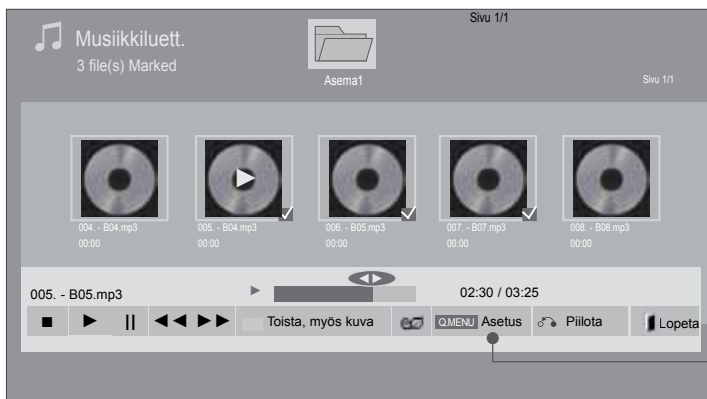 Sivu 1/1
Musiikkiluett.
3 file(s) Marked
Asema1
Sivu 1/1
004. - B04.mp3
005. - B04.mp3
006. - B05.mp3
007. - B07.mp3
008. - B08.mp3
00:00
00:00
00:00
00:00
00:00
005. - B05.mp3
02:30 / 03:25
Toista, myös kuva
Q.MENU Asetus
Piilota
Lopeta